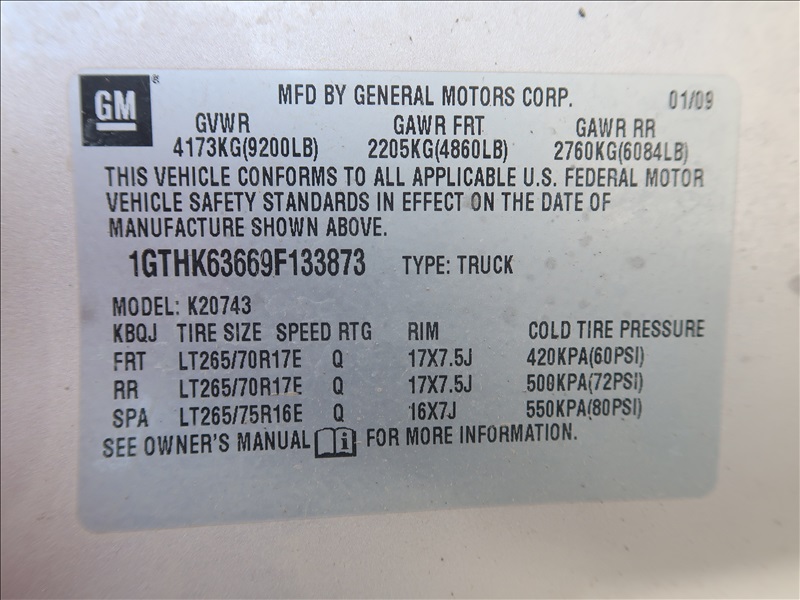 GM ® MFD BY GENERAL MOTORS CORP. 01/09
GVWR GAWR FRT GAWR RR
4173KG(9200LB) 2205KG(4860LB) 2760KG(6084LB)
THIS VEHICLE CONFORMS TO ALL APPLICABLE U.S. FEDERAL MOTOR
VEHICLE SAFETY STANDARDS IN EFFECT ON THE DATE OF
MANUFACTURE SHOWN ABOVE.
1GTHK63669F133873 TYPE: TRUCK
MODEL: K20743
KBQJ TIRE SIZE SPEED RTG RIM COLD TIRE PRESSURE
FRT LT265/70R17E Q 17X7.5J 420KPA(60PSI)
RR LT265/70R17E Q 17X7.5J 500KPA(72PSI)
SPA LT265/75R16E Q 16X7J 550KPA(80PSI)
SEE OWNER'S MANUAL i FOR MORE INFORMATION.